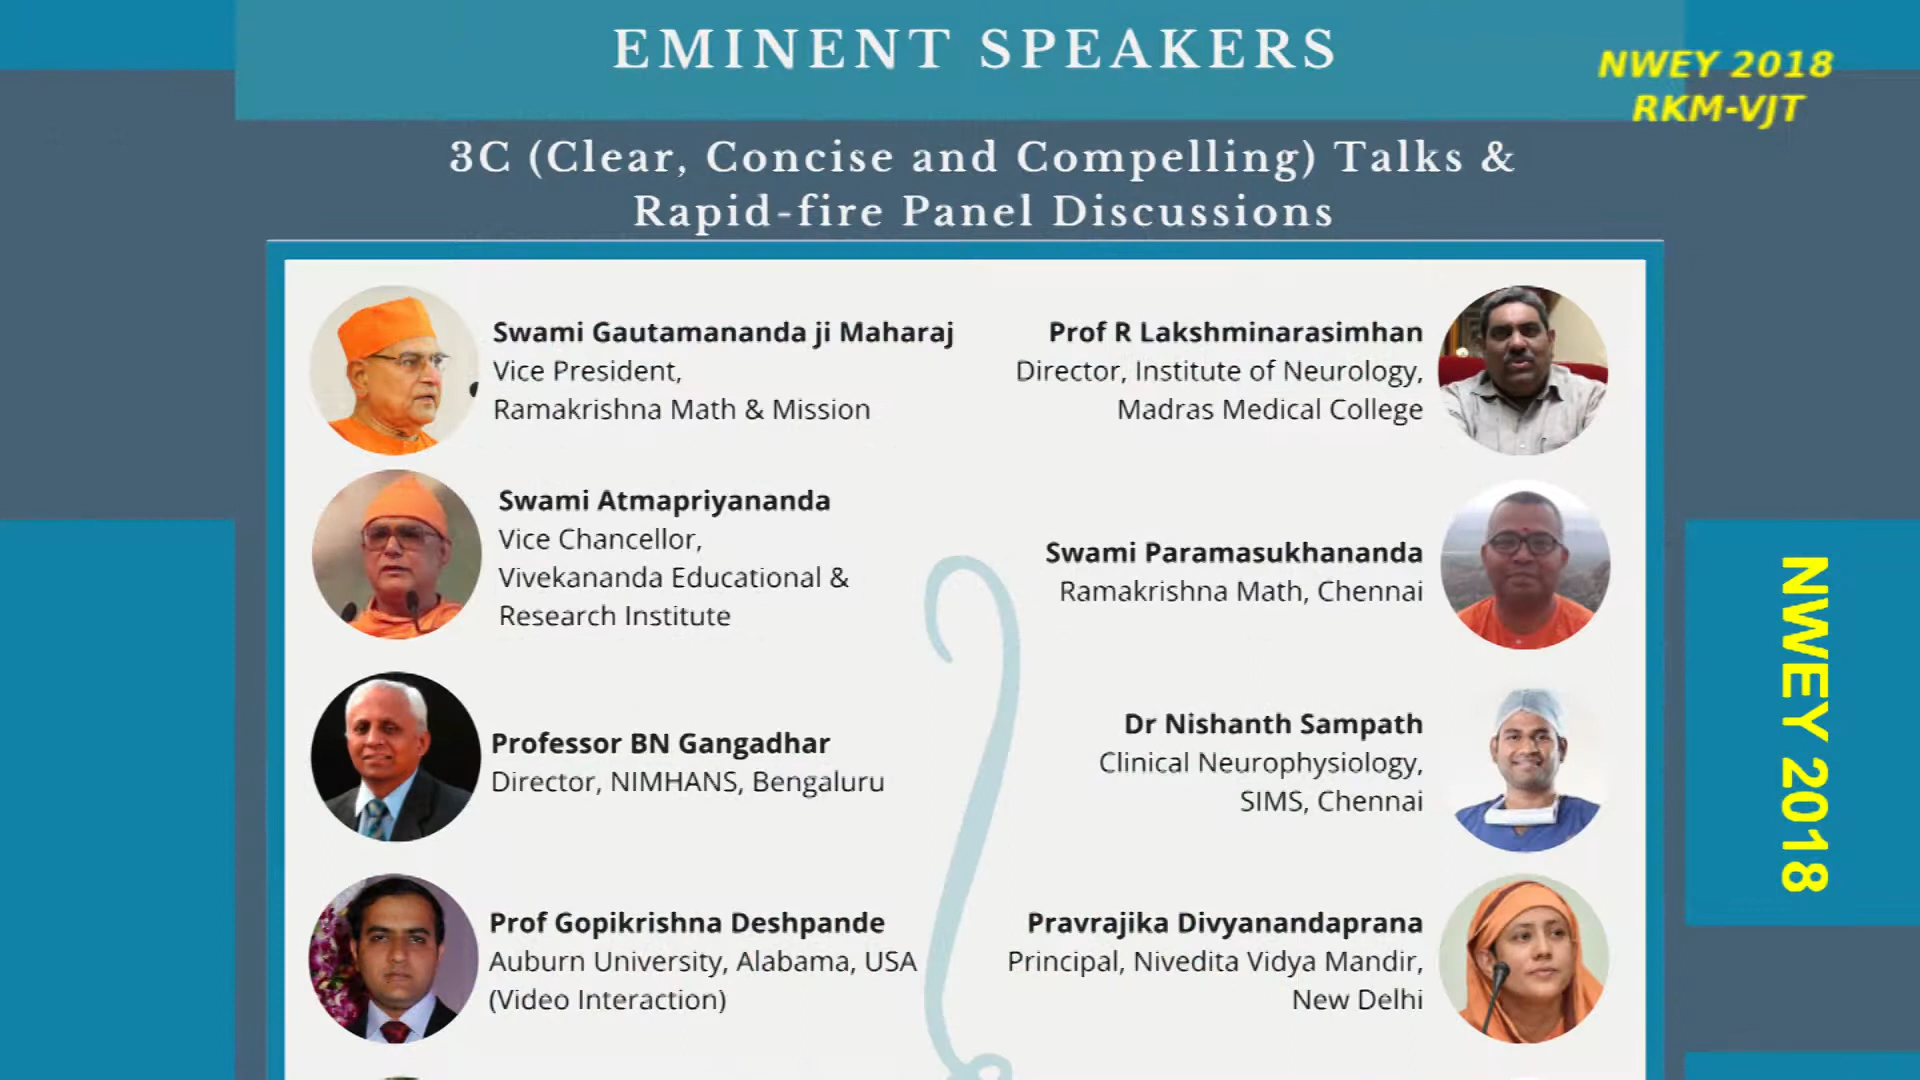 EMINENT SPEAKERS
NWEY 2018
RKM-VJT
3C (Clear, Concise and Compelling) Talks &
Rapid-fire Panel Discussions
Swami Gautamananda ji Maharaj
Vice President,
Ramakrishna Math & Mission
Prof R Lakshminarasimhan
Director, Institute of Neurology,
Madras Medical College
Swami Atmapriyananda
Vice Chancellor,
Vivekananda Educational &
Research Institute
Swami Paramasukhananda
Ramakrishna Math, Chennai
Professor BN Gangadhar
Director, NIMHANS, Bengaluru
Dr Nishanth Sampath
Clinical Neurophysiology,
SIMS, Chennai
Prof Gopikrishna Deshpande
Auburn University, Alabama, USA
(Video Interaction)
Pravrajika Divyanandaprana
Principal, Nivedita Vidya Mandir,
New Delhi
NWEY 2018